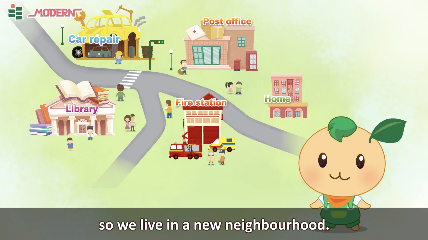 MODERN
Post office
Car repair
Home
Fire station
Library
so we live in a new neighbourhood.